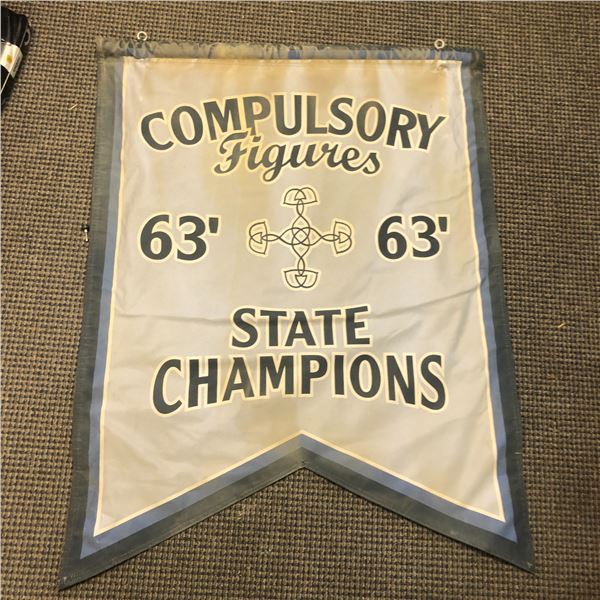 COMPULSORY
Figures
63' 63'
STATE
CHAMPIONS